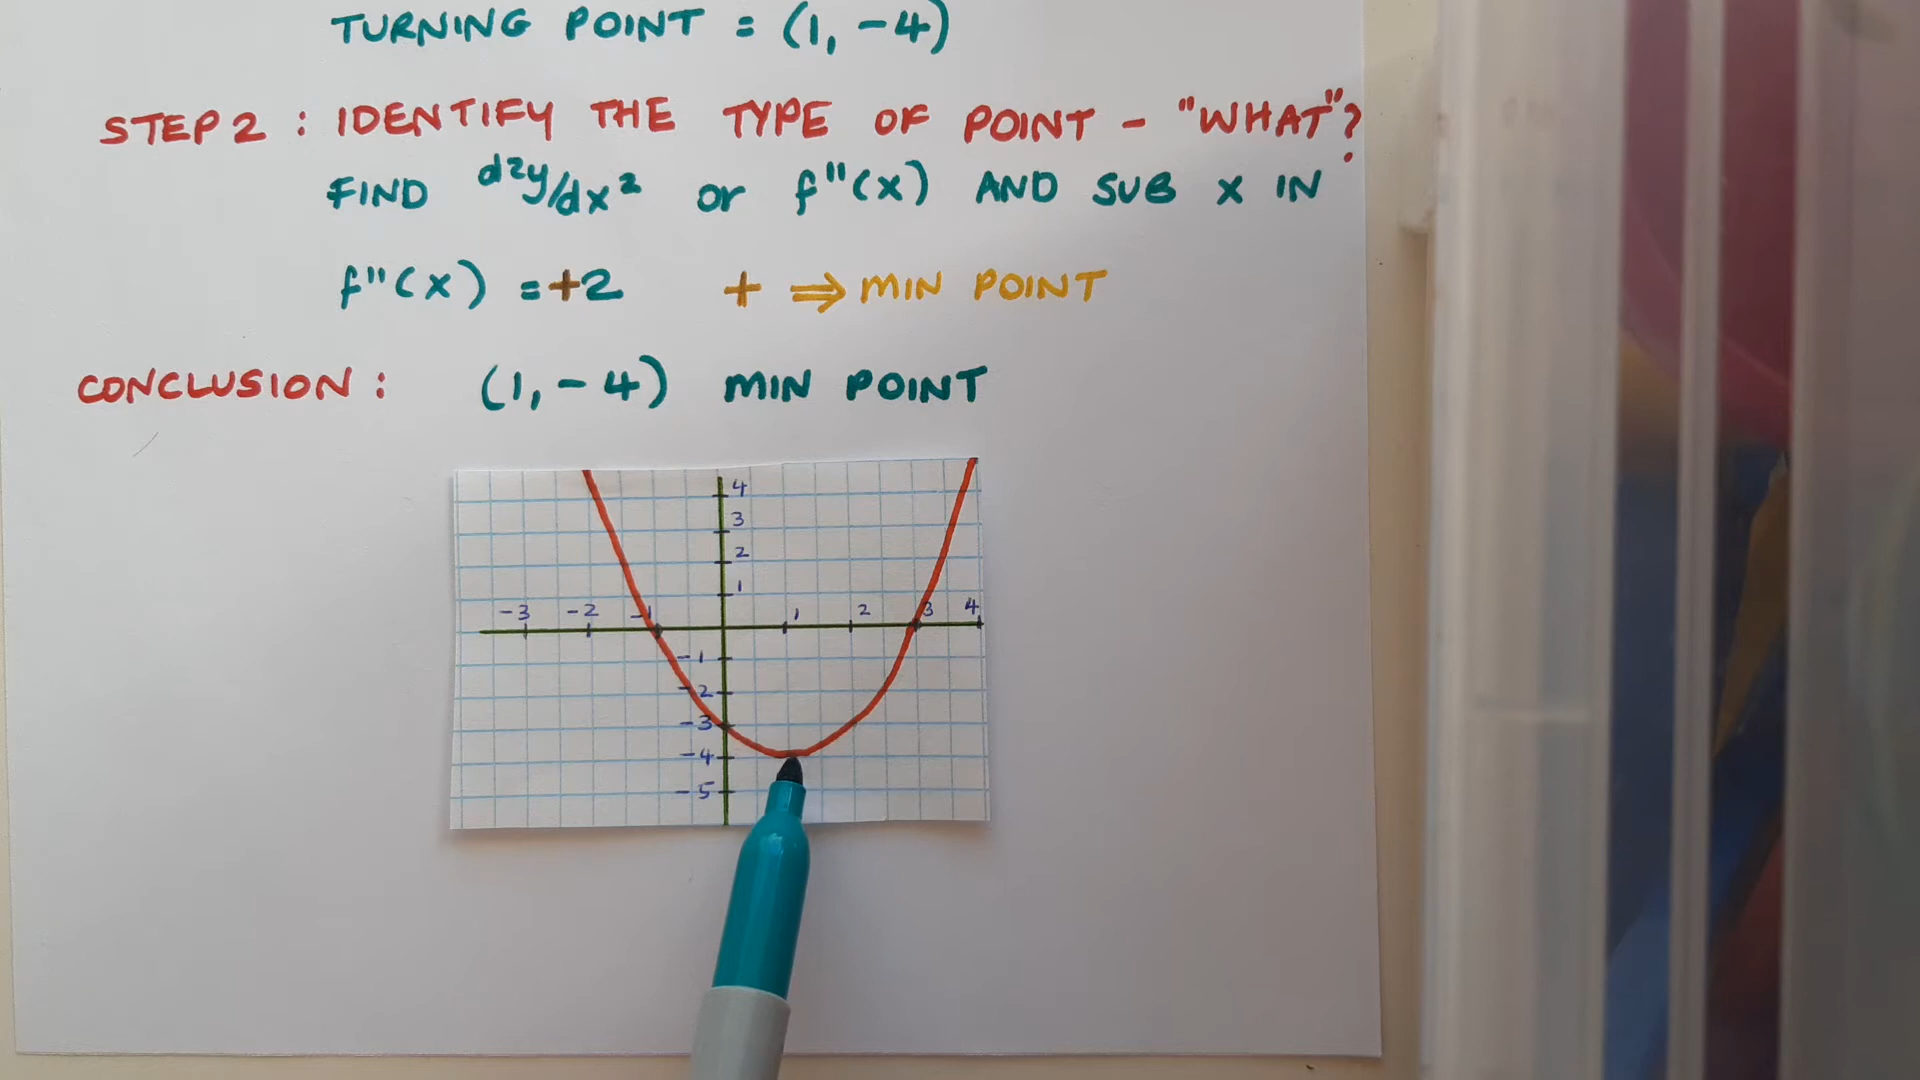 TURNING POINT = (1, -4)
STEP 2 : IDENTIFY THE TYPE OF POINT - "WHAT"?
FIND d²y/dx² or f"(x) AND SUB X IN
f"(x) = +2 + ⇒ MIN POINT
CONCLUSION : (1, -4) MIN POINT
4
3
2
1
-3 -2 -1 1 2 3 4
-1
-2
-3
-4
-5